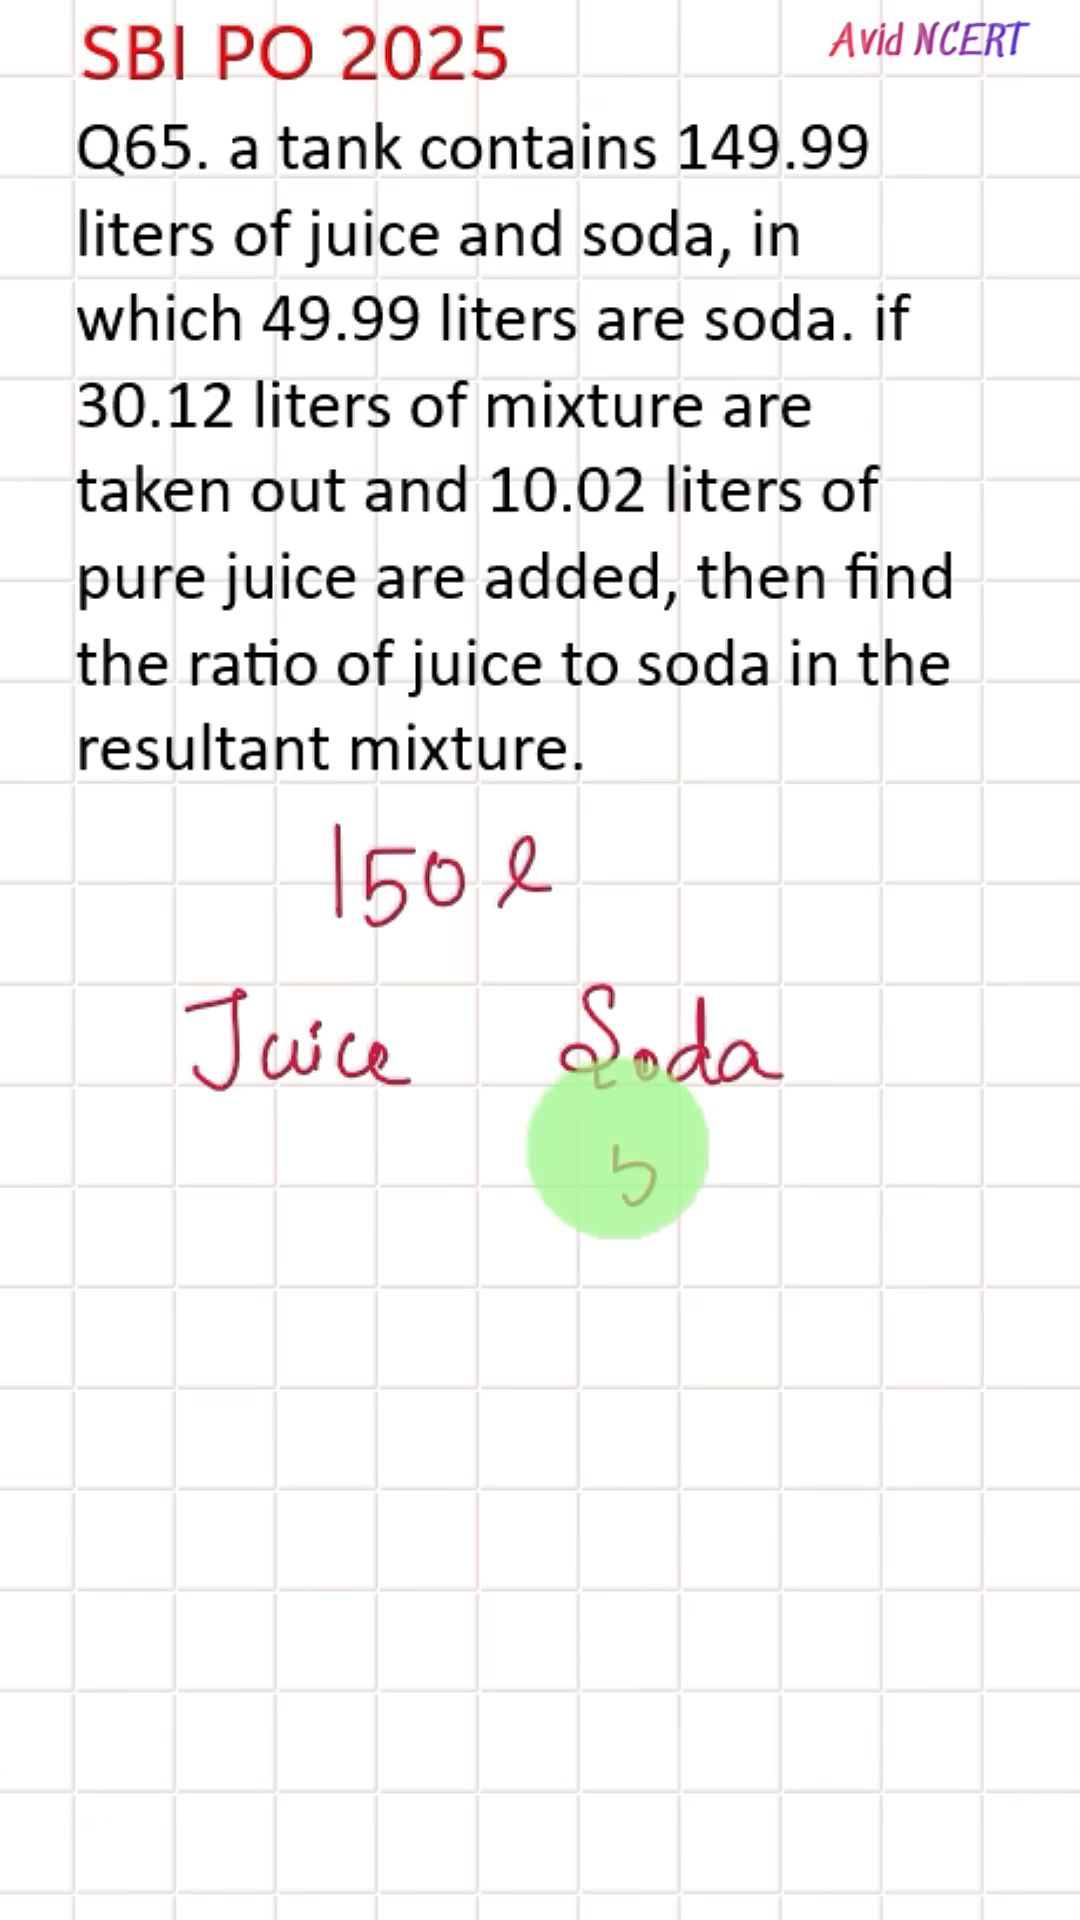 SBI PO 2025
Avid NCERT
Q65. a tank contains 149.99
liters of juice and soda, in
which 49.99 liters are soda. if
30.12 liters of mixture are
taken out and 10.02 liters of
pure juice are added, then find
the ratio of juice to soda in the
resultant mixture.
150 l
Juice Soda
5